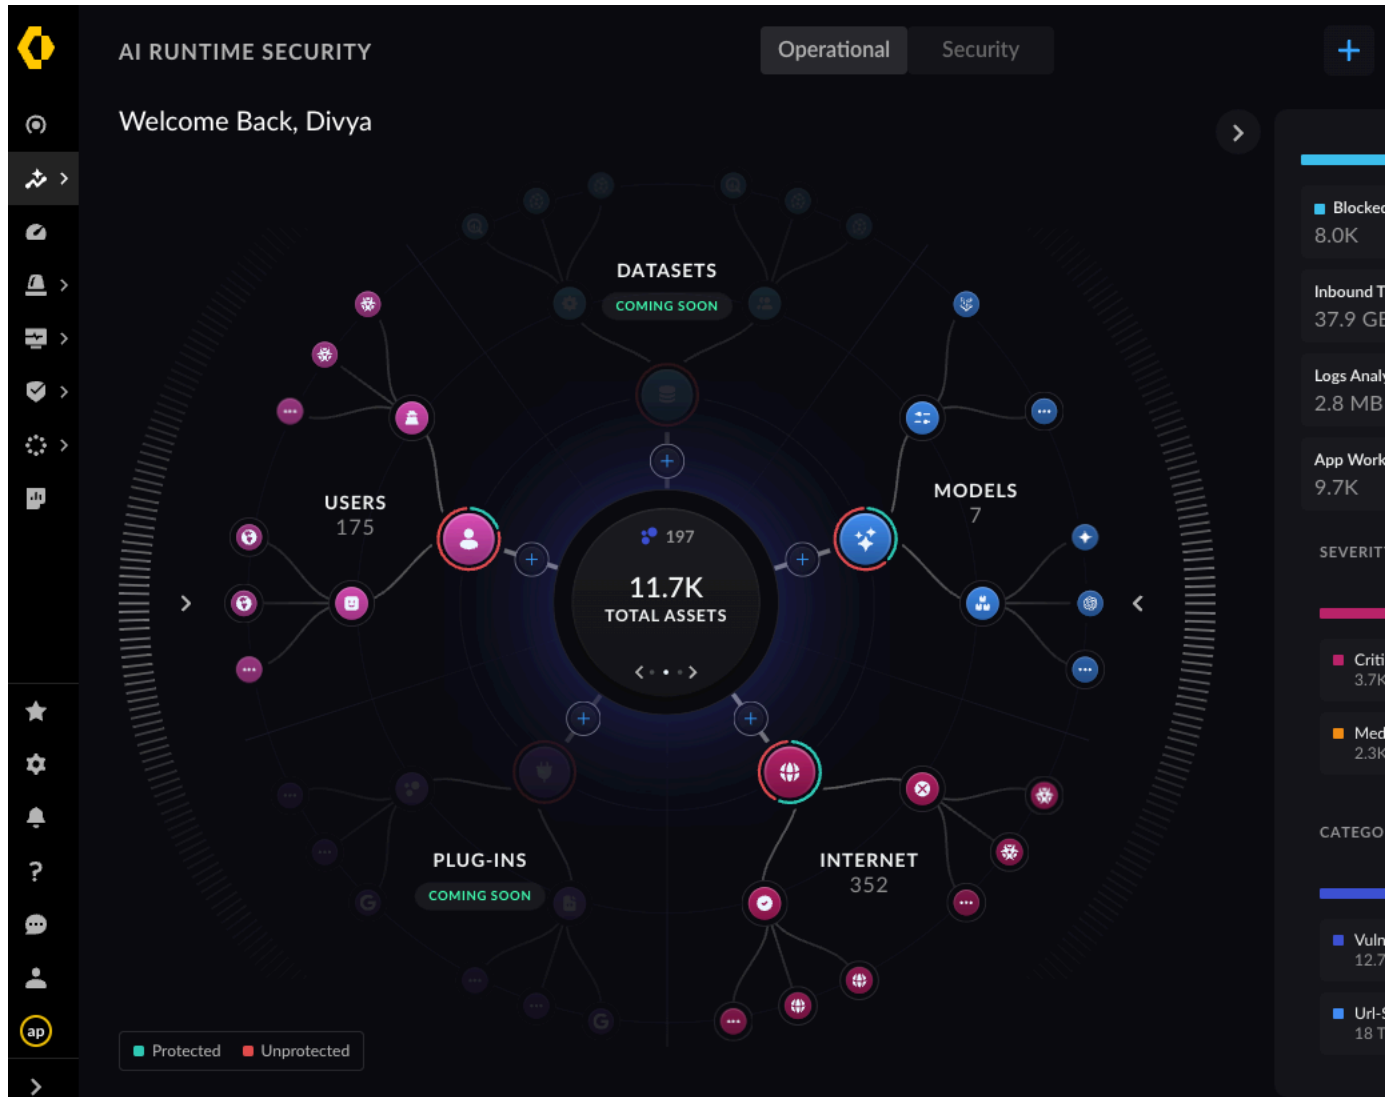 AI RUNTIME SECURITY
Operational
Security
Welcome Back, Divya
DATASETS
COMING SOON
USERS
175
MODELS
7
197
11.7K
TOTAL ASSETS
PLUG-INS
COMING SOON
INTERNET
352
G
G
Protected
Unprotected
ap
Blocked
8.0K
Inbound T
37.9 GB
Logs Analy
2.8 MB
App Work
9.7K
SEVERITY
Criti
3.7K
Med
2.3K
CATEGO
Vuln
12.7
Url-S
18 T